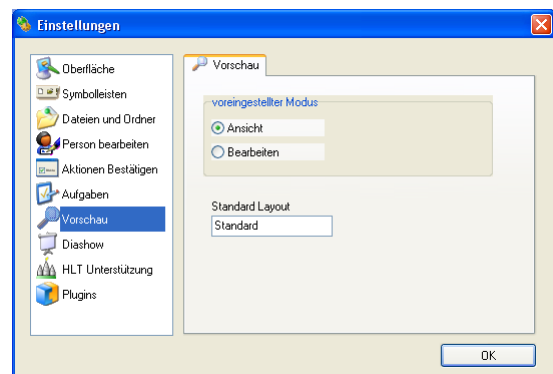 Einstellungen
Oberfläche
Symbolleisten
Dateien und Ordner
Person bearbeiten
Aktionen Bestätigen
Aufgaben
Vorschau
Diashow
HLT Unterstützung
Plugins
Vorschau
voreingestellter Modus
Ansicht
Bearbeiten
Standard Layout
Standard
OK